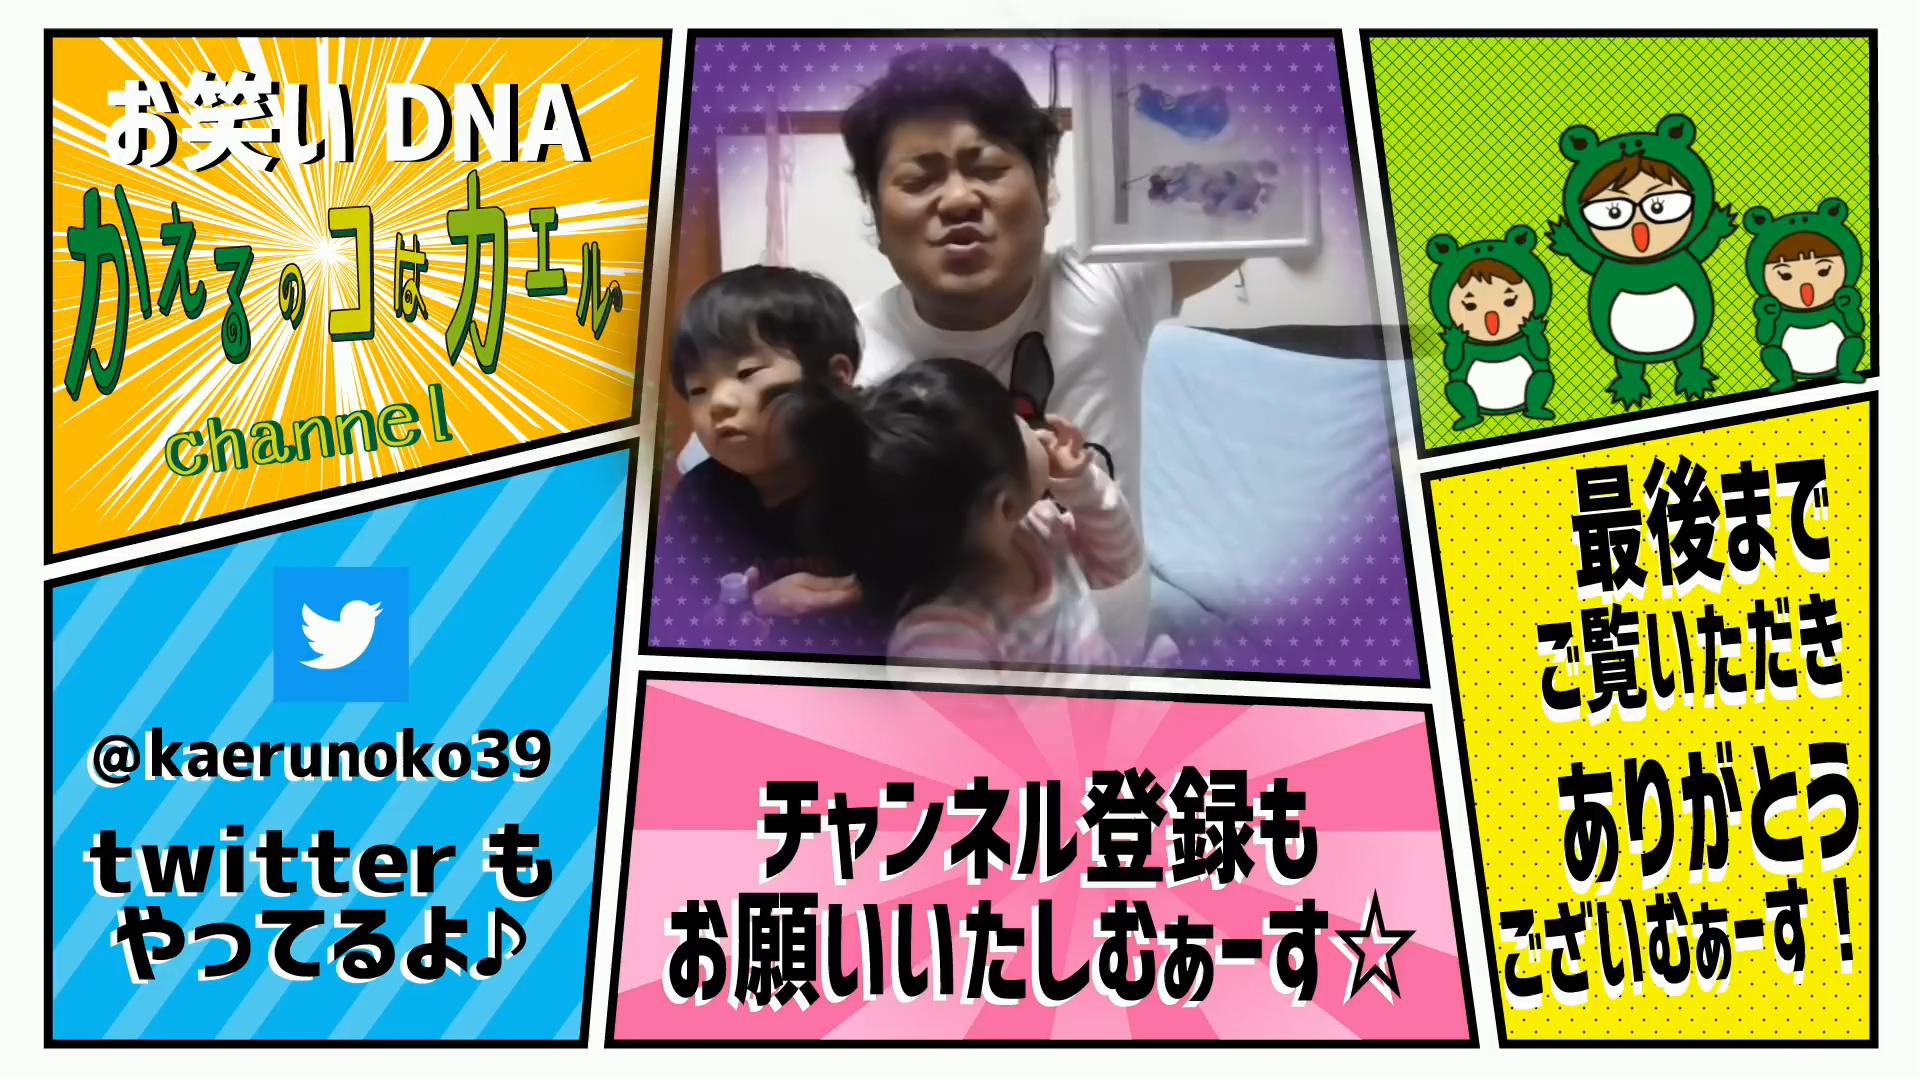 お笑い DNA
かえるのコはカエル。
channel
@kaerunoko39
twitter も
やってるよ♪
チャンネル登録も
お願いいたしむぁーす☆
最後まで
ご覧いただき
ありがとう
ございむぁーす！